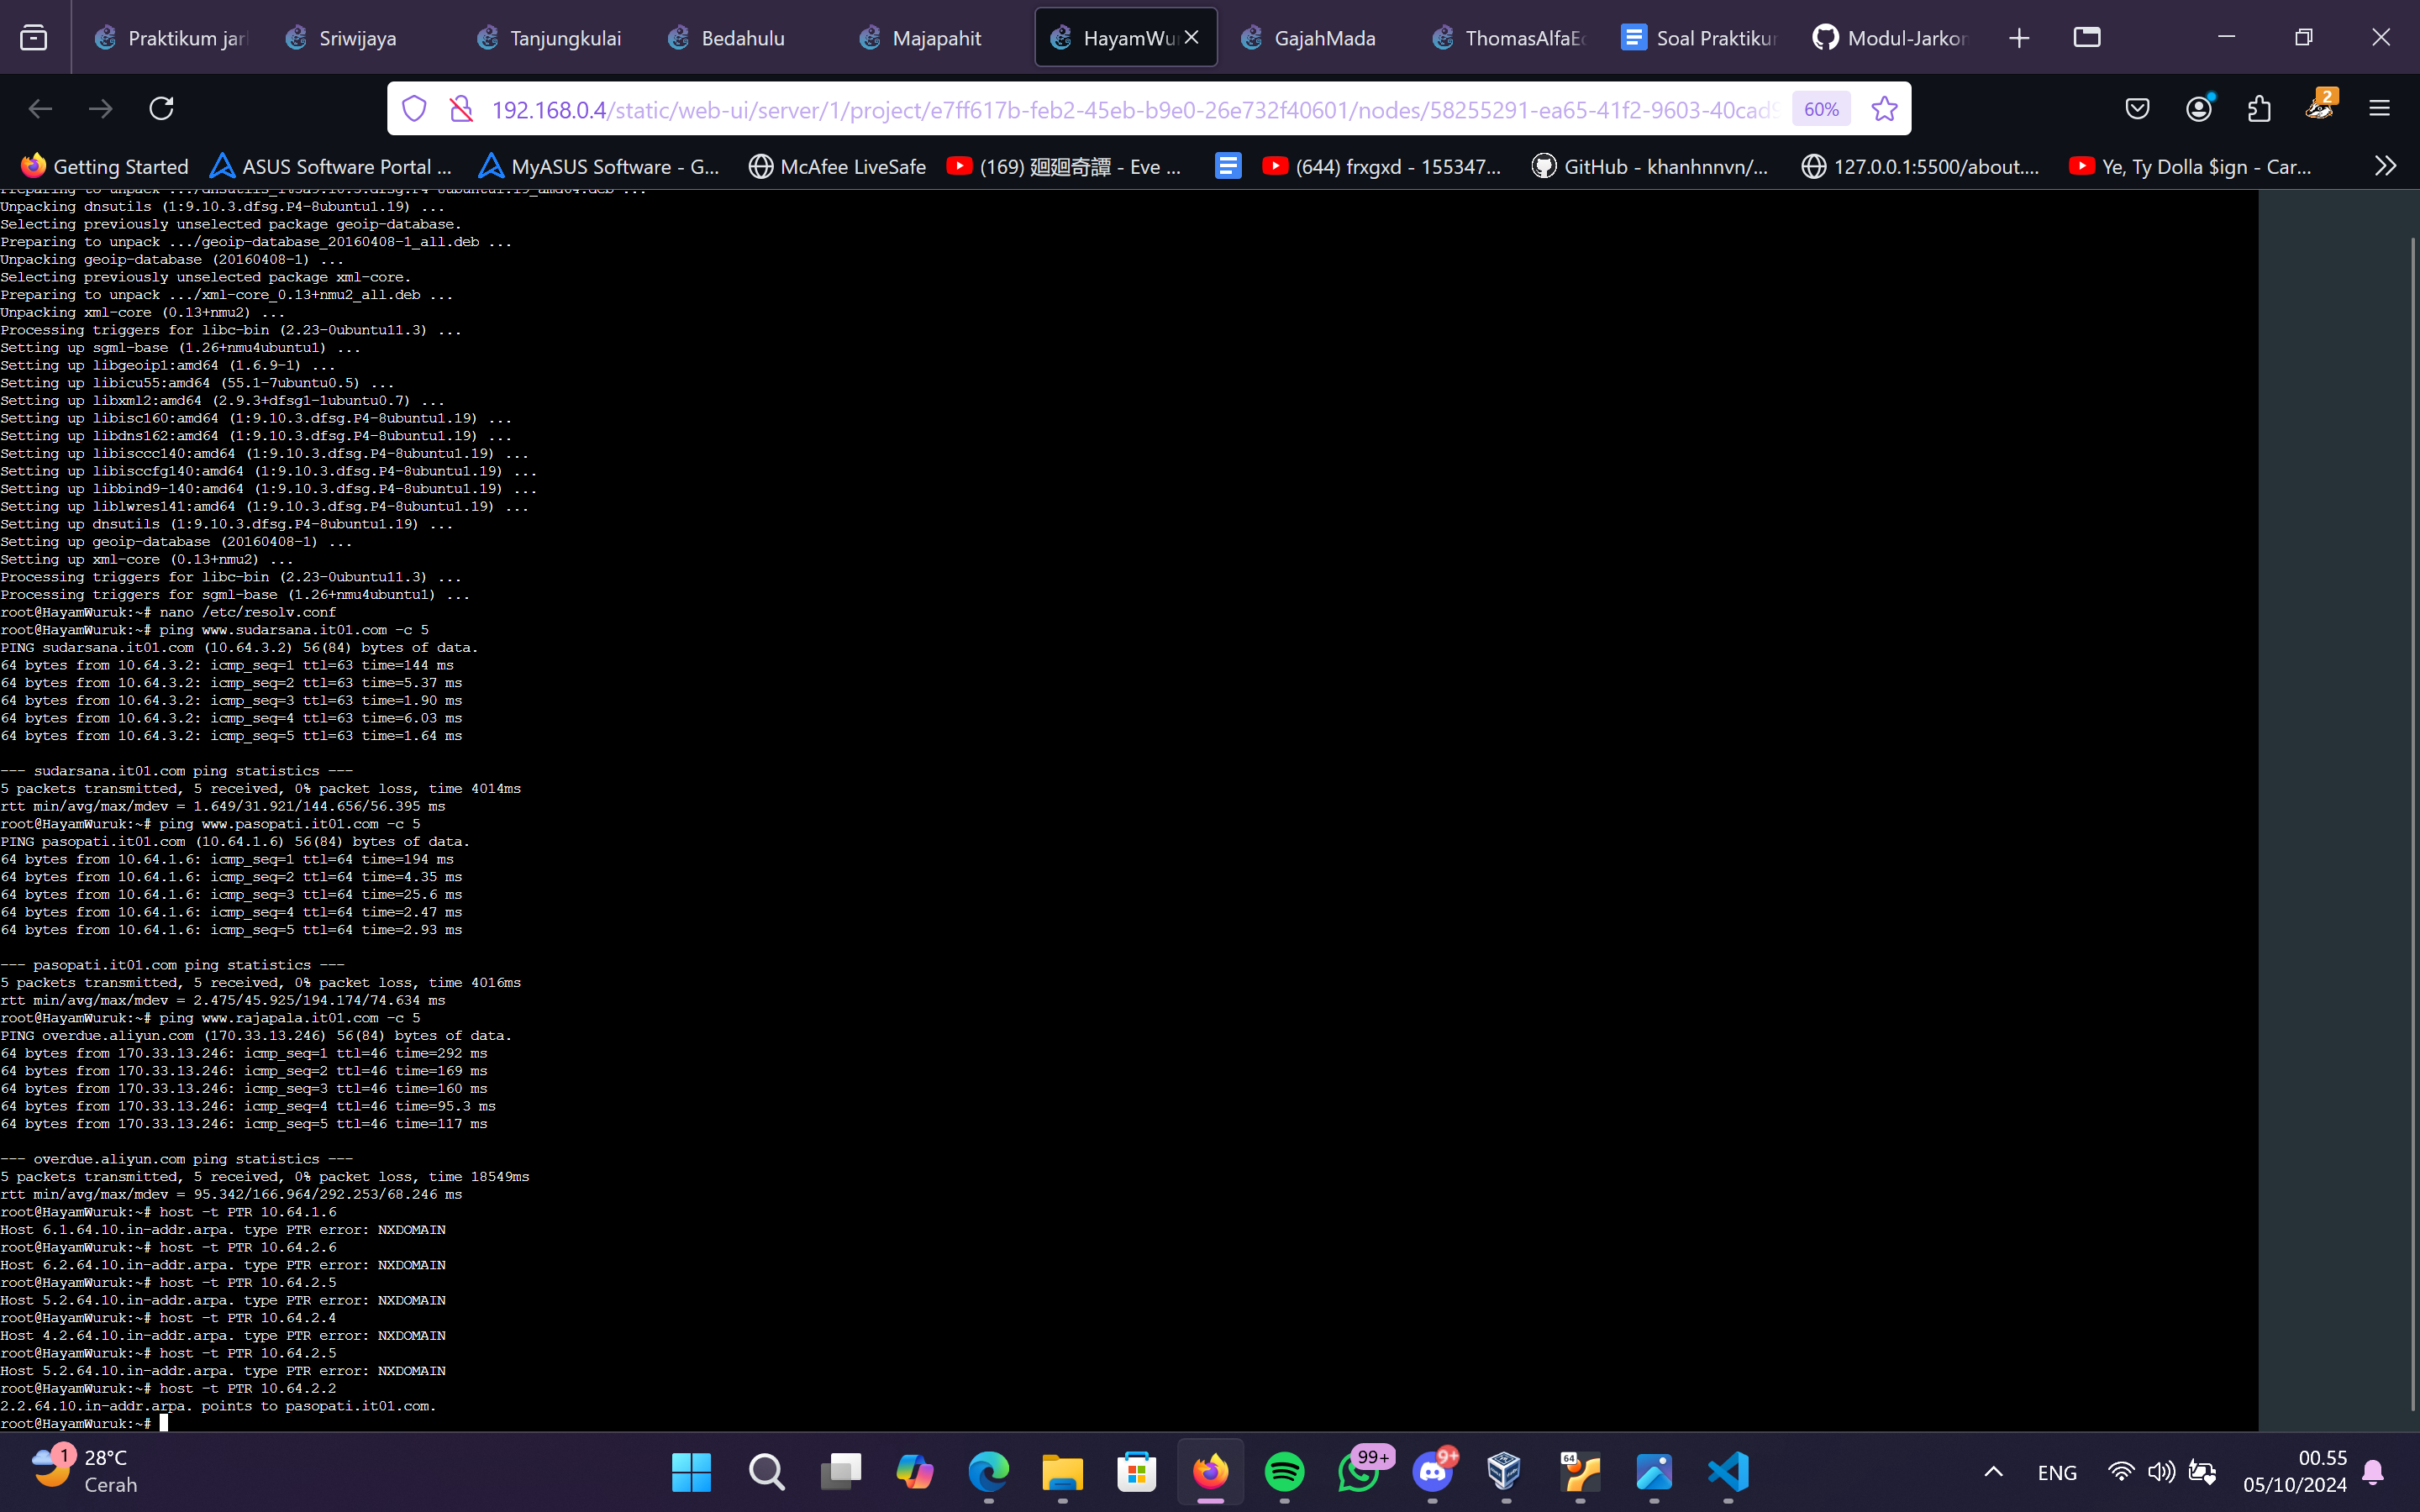 Praktikum jar
Sriwijaya
Tanjungkulai
Bedahulu
Majapahit
HayamWur
GajahMada
ThomasAlfaEd
Soal Praktikur
Modul-Jarkon
192.168.0.4/static/web-ui/server/1/project/e7ff617b-feb2-45eb-b9e0-26e732f40601/nodes/58255291-ea65-41f2-9603-40cad9
60%
2
Getting Started
ASUS Software Portal ...
MyASUS Software - G...
McAfee LiveSafe
(169) 廻廻奇譚 - Eve ...
(644) frxgxd - 155347...
GitHub - khanhnnvn/...
127.0.0.1:5500/about....
Ye, Ty Dolla $ign - Car...
Preparing to unpack .../dnsutils_1%3a9.10.3.dfsg.P4-8ubuntu1.19_amd64.deb ...
Unpacking dnsutils (1:9.10.3.dfsg.P4-8ubuntu1.19) ...
Selecting previously unselected package geoip-database.
Preparing to unpack .../geoip-database_20160408-1_all.deb ...
Unpacking geoip-database (20160408-1) ...
Selecting previously unselected package xml-core.
Preparing to unpack .../xml-core_0.13+nmu2_all.deb ...
Unpacking xml-core (0.13+nmu2) ...
Processing triggers for libc-bin (2.23-0ubuntu11.3) ...
Setting up sgml-base (1.26+nmu4ubuntu1) ...
Setting up libgeoip1:amd64 (1.6.9-1) ...
Setting up libicu55:amd64 (55.1-7ubuntu0.5) ...
Setting up libxml2:amd64 (2.9.3+dfsg1-1ubuntu0.7) ...
Setting up libisc160:amd64 (1:9.10.3.dfsg.P4-8ubuntu1.19) ...
Setting up libdns162:amd64 (1:9.10.3.dfsg.P4-8ubuntu1.19) ...
Setting up libisccc140:amd64 (1:9.10.3.dfsg.P4-8ubuntu1.19) ...
Setting up libisccfg140:amd64 (1:9.10.3.dfsg.P4-8ubuntu1.19) ...
Setting up libbind9-140:amd64 (1:9.10.3.dfsg.P4-8ubuntu1.19) ...
Setting up liblwres141:amd64 (1:9.10.3.dfsg.P4-8ubuntu1.19) ...
Setting up dnsutils (1:9.10.3.dfsg.P4-8ubuntu1.19) ...
Setting up geoip-database (20160408-1) ...
Setting up xml-core (0.13+nmu2) ...
Processing triggers for libc-bin (2.23-0ubuntu11.3) ...
Processing triggers for sgml-base (1.26+nmu4ubuntu1) ...
root@HayamWuruk:~# nano /etc/resolv.conf
root@HayamWuruk:~# ping www.sudarsana.it01.com -c 5
PING sudarsana.it01.com (10.64.3.2) 56(84) bytes of data.
64 bytes from 10.64.3.2: icmp_seq=1 ttl=63 time=144 ms
64 bytes from 10.64.3.2: icmp_seq=2 ttl=63 time=5.37 ms
64 bytes from 10.64.3.2: icmp_seq=3 ttl=63 time=1.90 ms
64 bytes from 10.64.3.2: icmp_seq=4 ttl=63 time=6.03 ms
64 bytes from 10.64.3.2: icmp_seq=5 ttl=63 time=1.64 ms
--- sudarsana.it01.com ping statistics ---
5 packets transmitted, 5 received, 0% packet loss, time 4014ms
rtt min/avg/max/mdev = 1.649/31.921/144.656/56.395 ms
root@HayamWuruk:~# ping www.pasopati.it01.com -c 5
PING pasopati.it01.com (10.64.1.6) 56(84) bytes of data.
64 bytes from 10.64.1.6: icmp_seq=1 ttl=64 time=194 ms
64 bytes from 10.64.1.6: icmp_seq=2 ttl=64 time=4.35 ms
64 bytes from 10.64.1.6: icmp_seq=3 ttl=64 time=25.6 ms
64 bytes from 10.64.1.6: icmp_seq=4 ttl=64 time=2.47 ms
64 bytes from 10.64.1.6: icmp_seq=5 ttl=64 time=2.93 ms
--- pasopati.it01.com ping statistics ---
5 packets transmitted, 5 received, 0% packet loss, time 4016ms
rtt min/avg/max/mdev = 2.475/45.925/194.174/74.634 ms
root@HayamWuruk:~# ping www.rajapala.it01.com -c 5
PING overdue.aliyun.com (170.33.13.246) 56(84) bytes of data.
64 bytes from 170.33.13.246: icmp_seq=1 ttl=46 time=292 ms
64 bytes from 170.33.13.246: icmp_seq=2 ttl=46 time=169 ms
64 bytes from 170.33.13.246: icmp_seq=3 ttl=46 time=160 ms
64 bytes from 170.33.13.246: icmp_seq=4 ttl=46 time=95.3 ms
64 bytes from 170.33.13.246: icmp_seq=5 ttl=46 time=117 ms
--- overdue.aliyun.com ping statistics ---
5 packets transmitted, 5 received, 0% packet loss, time 18549ms
rtt min/avg/max/mdev = 95.342/166.964/292.253/68.246 ms
root@HayamWuruk:~# host -t PTR 10.64.1.6
Host 6.1.64.10.in-addr.arpa. type PTR error: NXDOMAIN
root@HayamWuruk:~# host -t PTR 10.64.2.6
Host 6.2.64.10.in-addr.arpa. type PTR error: NXDOMAIN
root@HayamWuruk:~# host -t PTR 10.64.2.5
Host 5.2.64.10.in-addr.arpa. type PTR error: NXDOMAIN
root@HayamWuruk:~# host -t PTR 10.64.2.4
Host 4.2.64.10.in-addr.arpa. type PTR error: NXDOMAIN
root@HayamWuruk:~# host -t PTR 10.64.2.5
Host 5.2.64.10.in-addr.arpa. type PTR error: NXDOMAIN
root@HayamWuruk:~# host -t PTR 10.64.2.2
2.2.64.10.in-addr.arpa. points to pasopati.it01.com.
root@HayamWuruk:~#
1
28°C
Cerah
99+
9+
64
ENG
00.55
05/10/2024